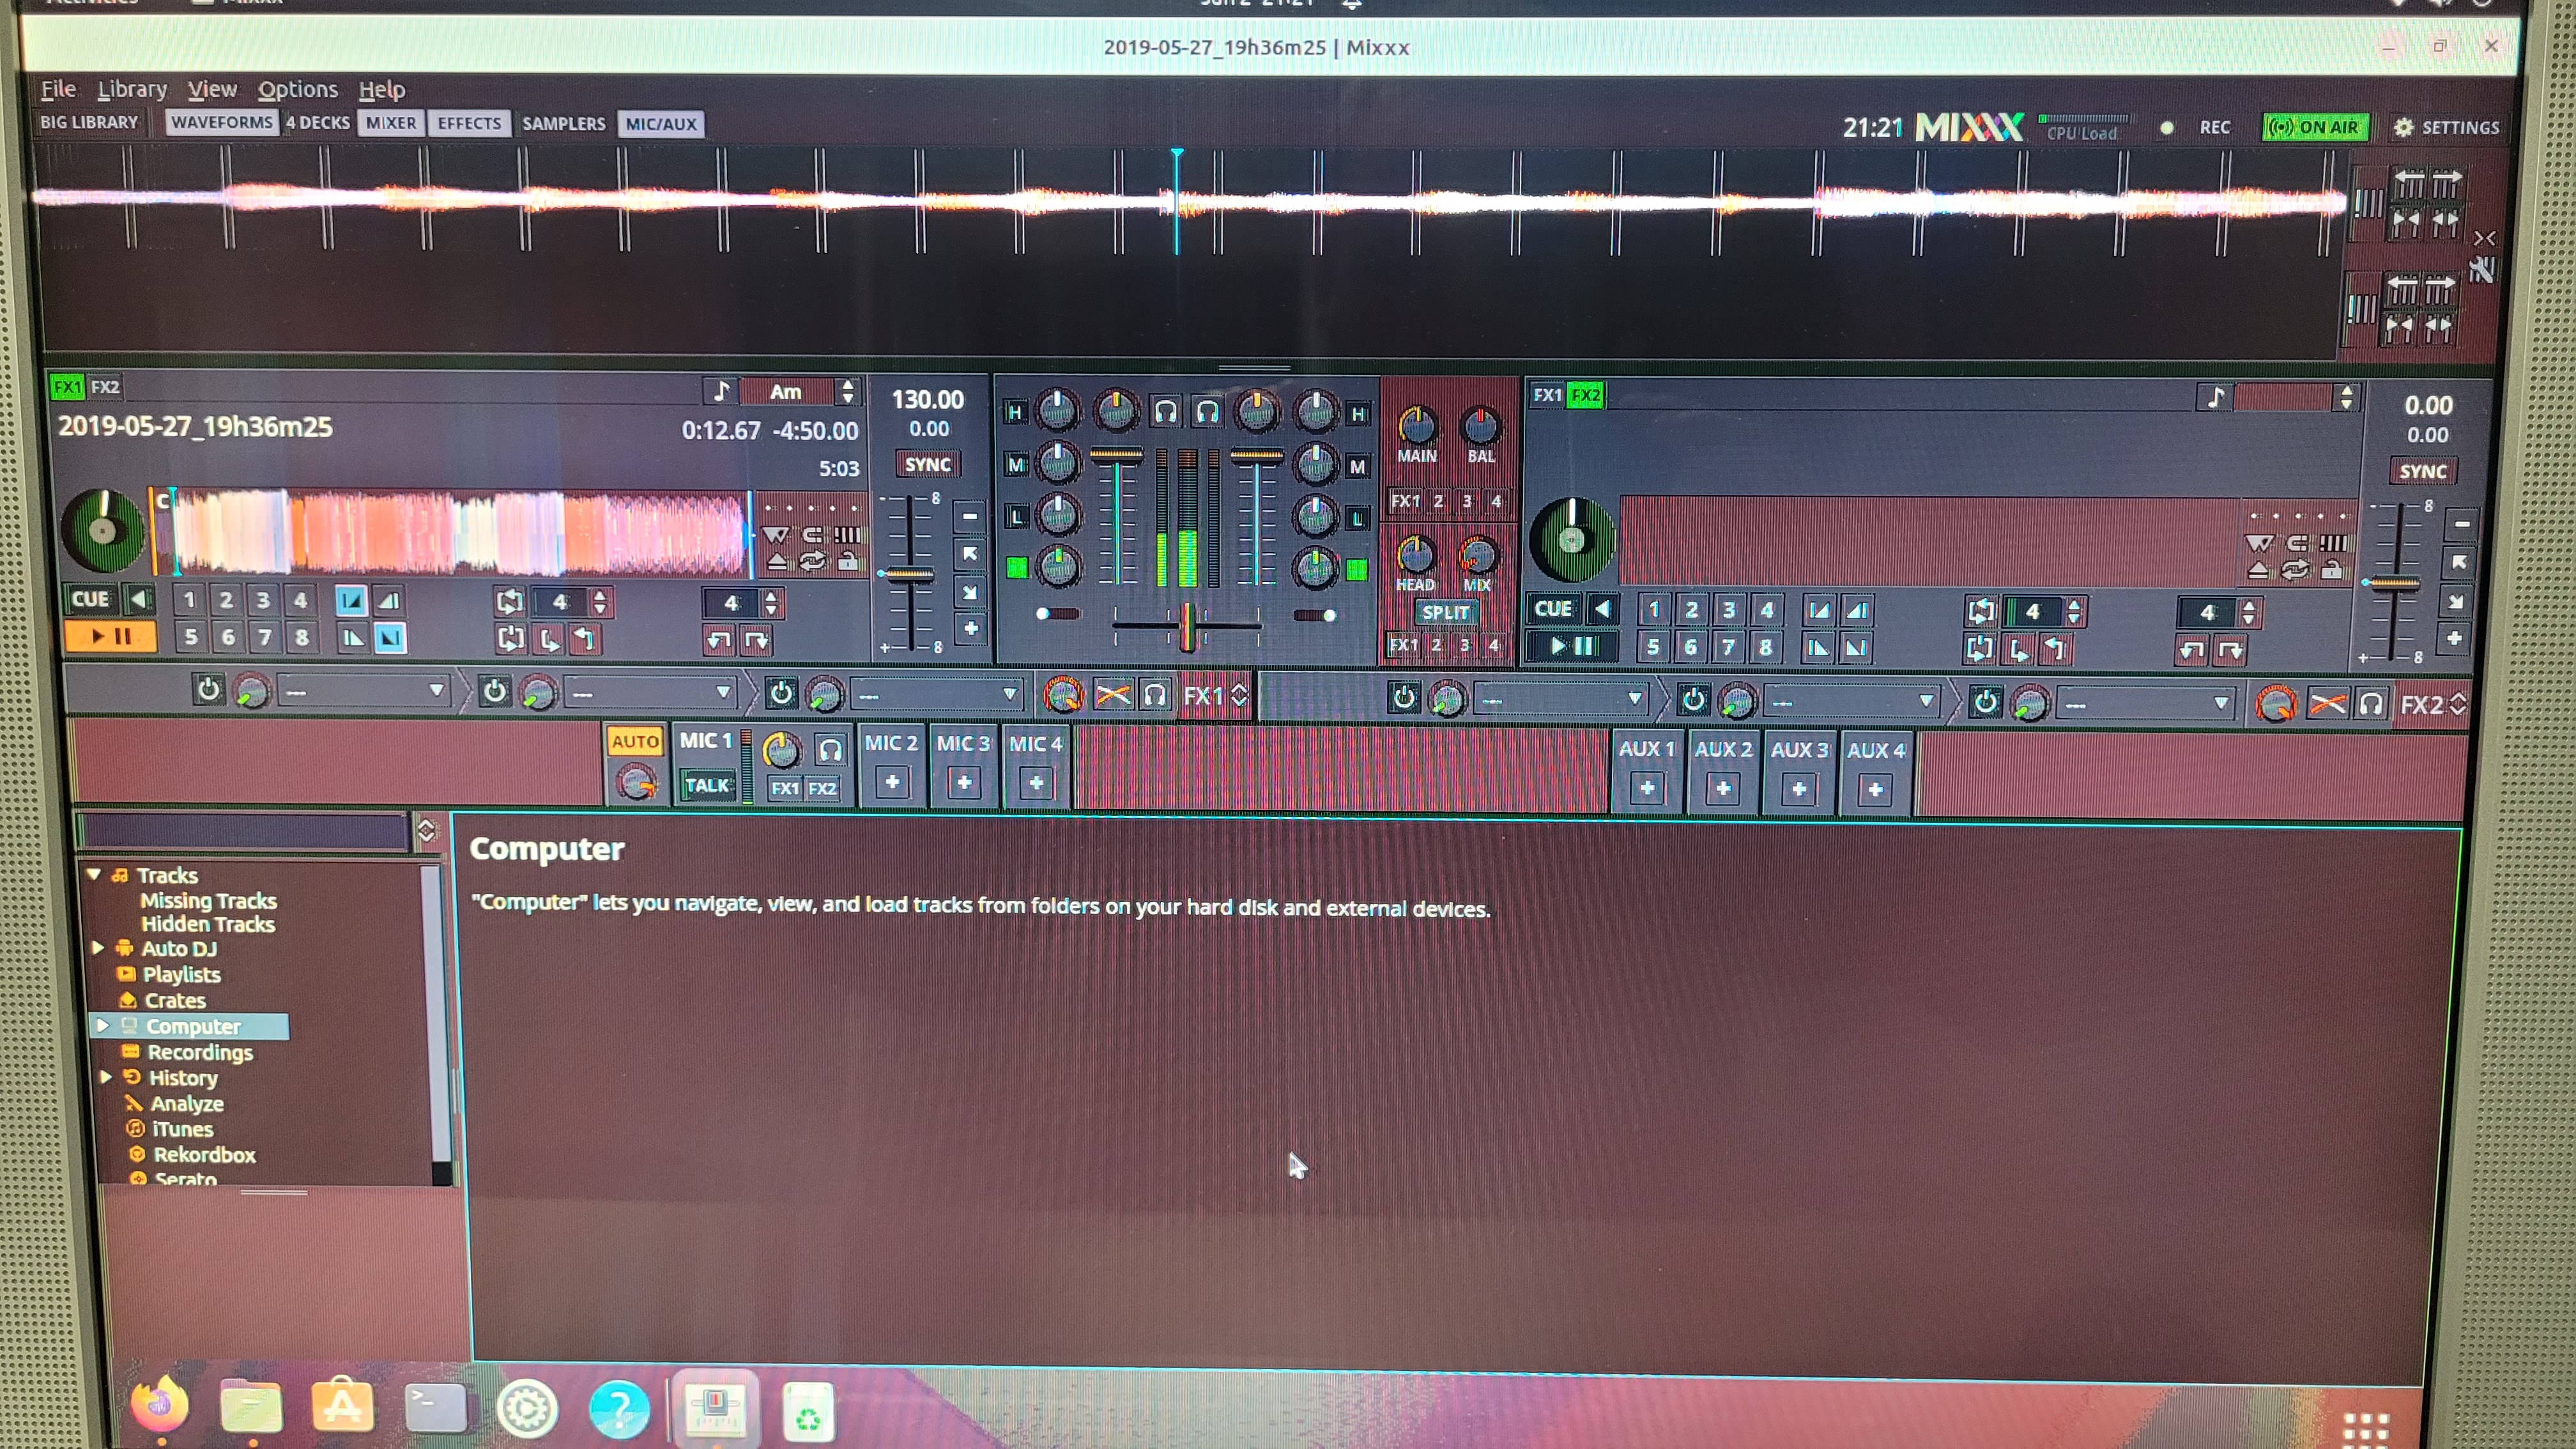 2019-05-27_19h36m25 | Mixxx
File Library View Options Help
BIG LIBRARY WAVEFORMS 4 DECKS MIXER EFFECTS SAMPLERS MIC/AUX
21:21 MIXXX CPU Load REC ON AIR SETTINGS
FX1 FX2 Am
2019-05-27_19h36m25
0:12.67 -4:50.00
5:03
130.00
0.00
SYNC
8
8
C
CUE 1 2 3 4 4 4
5 6 7 8
H H
M M
L L
MAIN BAL
FX1 2 3 4
HEAD MIX
SPLIT
FX1 2 3 4
FX1 FX2
0.00
0.00
SYNC
8
8
CUE 1 2 3 4 4 4
5 6 7 8
--- --- --- FX1 --- --- --- FX2
AUTO MIC 1 MIC 2 MIC 3 MIC 4 AUX 1 AUX 2 AUX 3 AUX 4
TALK FX1 FX2
Tracks
Missing Tracks
Hidden Tracks
Auto DJ
Playlists
Crates
Computer
Recordings
History
Analyze
iTunes
Rekordbox
Serato
Computer
"Computer" lets you navigate, view, and load tracks from folders on your hard disk and external devices.